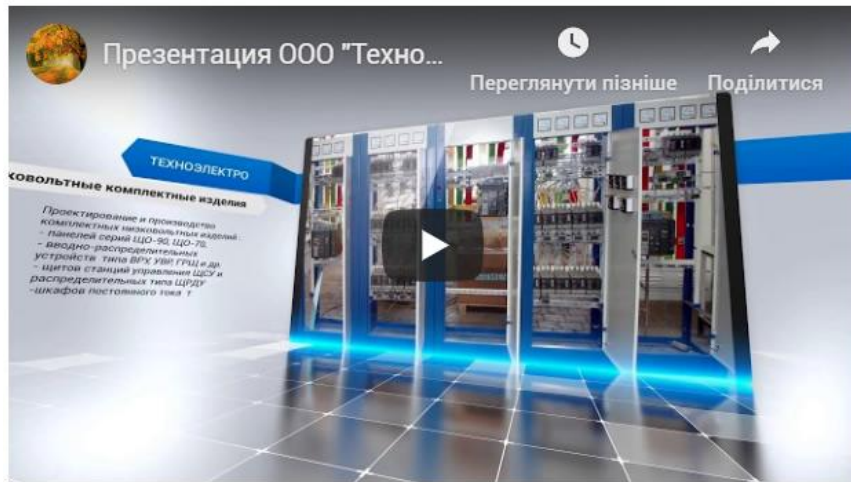 Презентация ООО "Техно...
Переглянути пізніше
Поділитися
ТЕХНОЭЛЕКТРО
ковольтные комплектные изделия
Проектирование и производство
комплектных низковольтных изделий:
- панелей серий ЩО-90, ЩО-70,
- вводно-распределительных
устройств типа ВРУ, УВР, ГРЩ и др.
- щитов станций управления ЩСУ и
распределительных типа ЩРДУ
-шкафов постоянного тока т